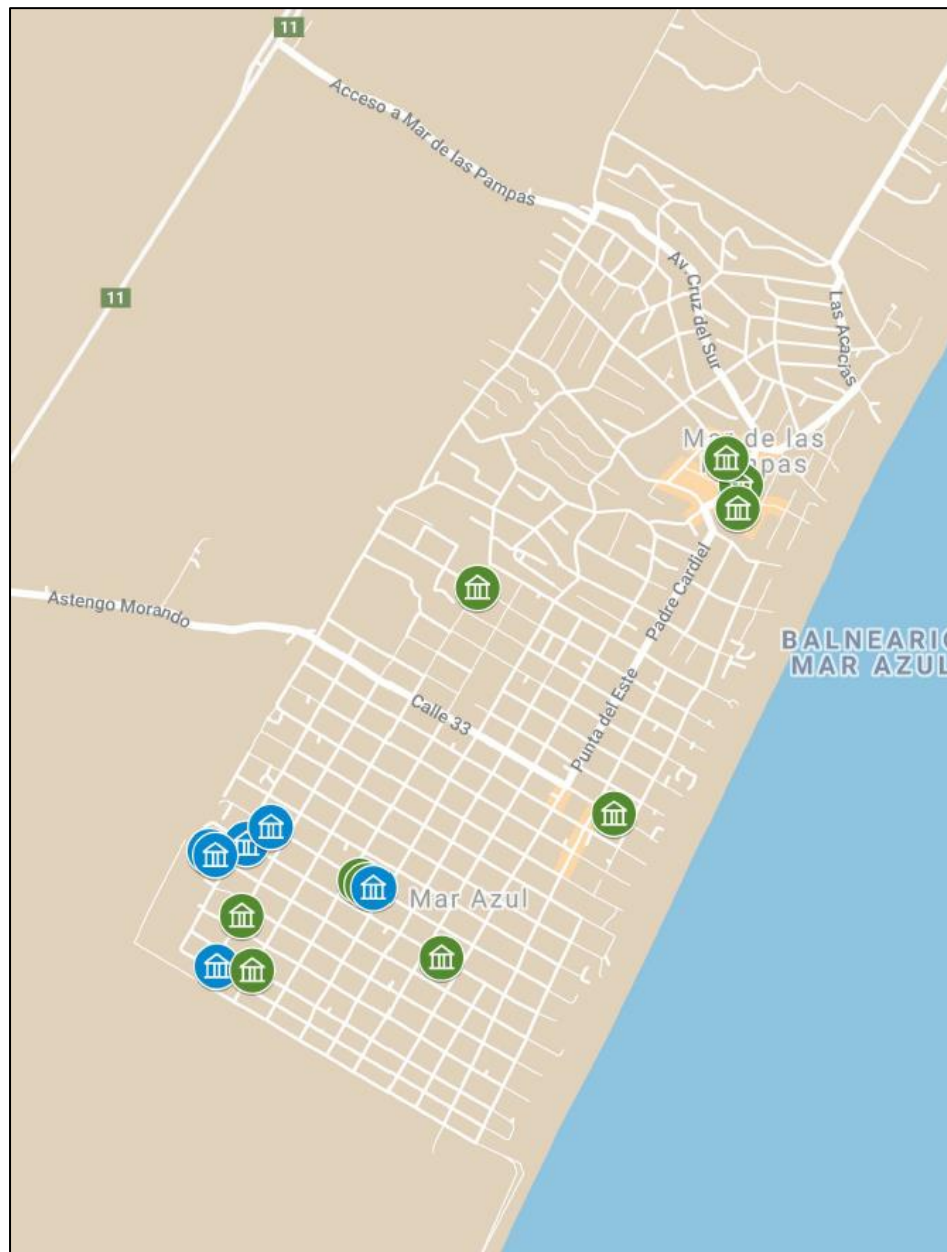 11
Acceso a Mar de las Pampas
11
Av. Cruz del Sur
Las Acacias
Mar de las
Pampas
Astengo Morando
Padre Cardiel
BALNEARIO
MAR AZUL
Punta del Este
Calle 33
Mar Azul